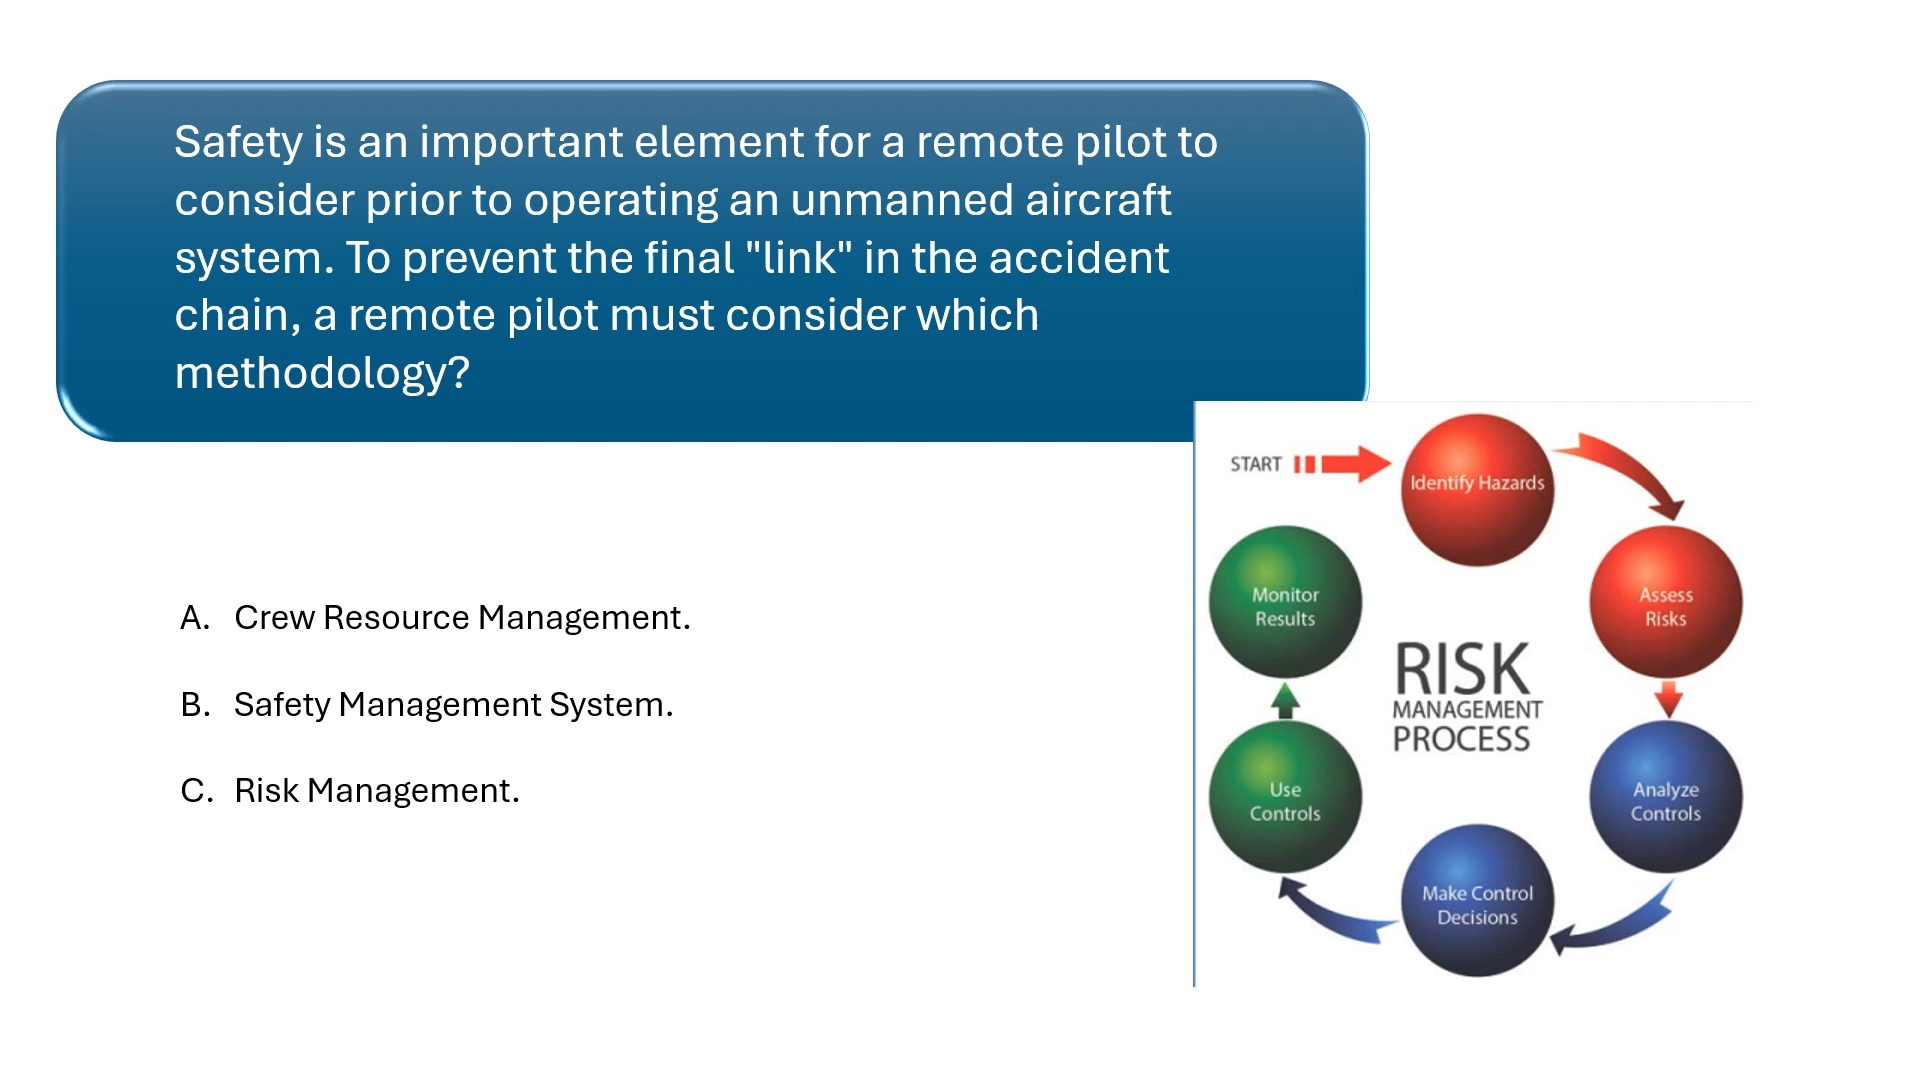 Safety is an important element for a remote pilot to
consider prior to operating an unmanned aircraft
system. To prevent the final "link" in the accident
chain, a remote pilot must consider which
methodology?
A. Crew Resource Management.
B. Safety Management System.
C. Risk Management.
START
Identify Hazards
Assess
Risks
Analyze
Controls
Make Control
Decisions
Use
Controls
Monitor
Results
RISK
MANAGEMENT
PROCESS